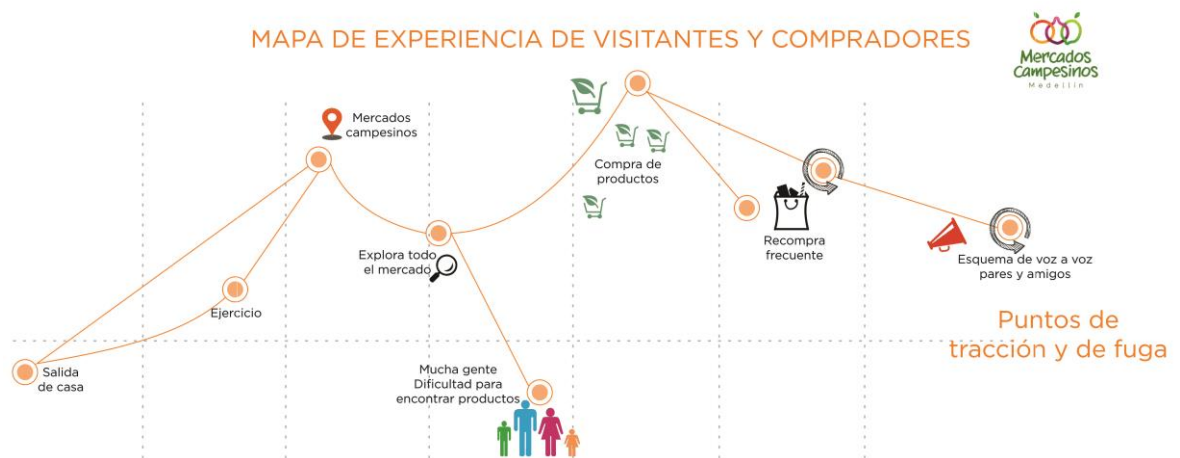 MAPA DE EXPERIENCIA DE VISITANTES Y COMPRADORES
Mercados
Campesinos
Medellín
Mercados
campesinos
Compra de
productos
Explora todo
el mercado
Recompra
frecuente
Esquema de voz a voz
pares y amigos
Ejercicio
Puntos de
tracción y de fuga
Salida
de casa
Mucha gente
Dificultad para
encontrar productos